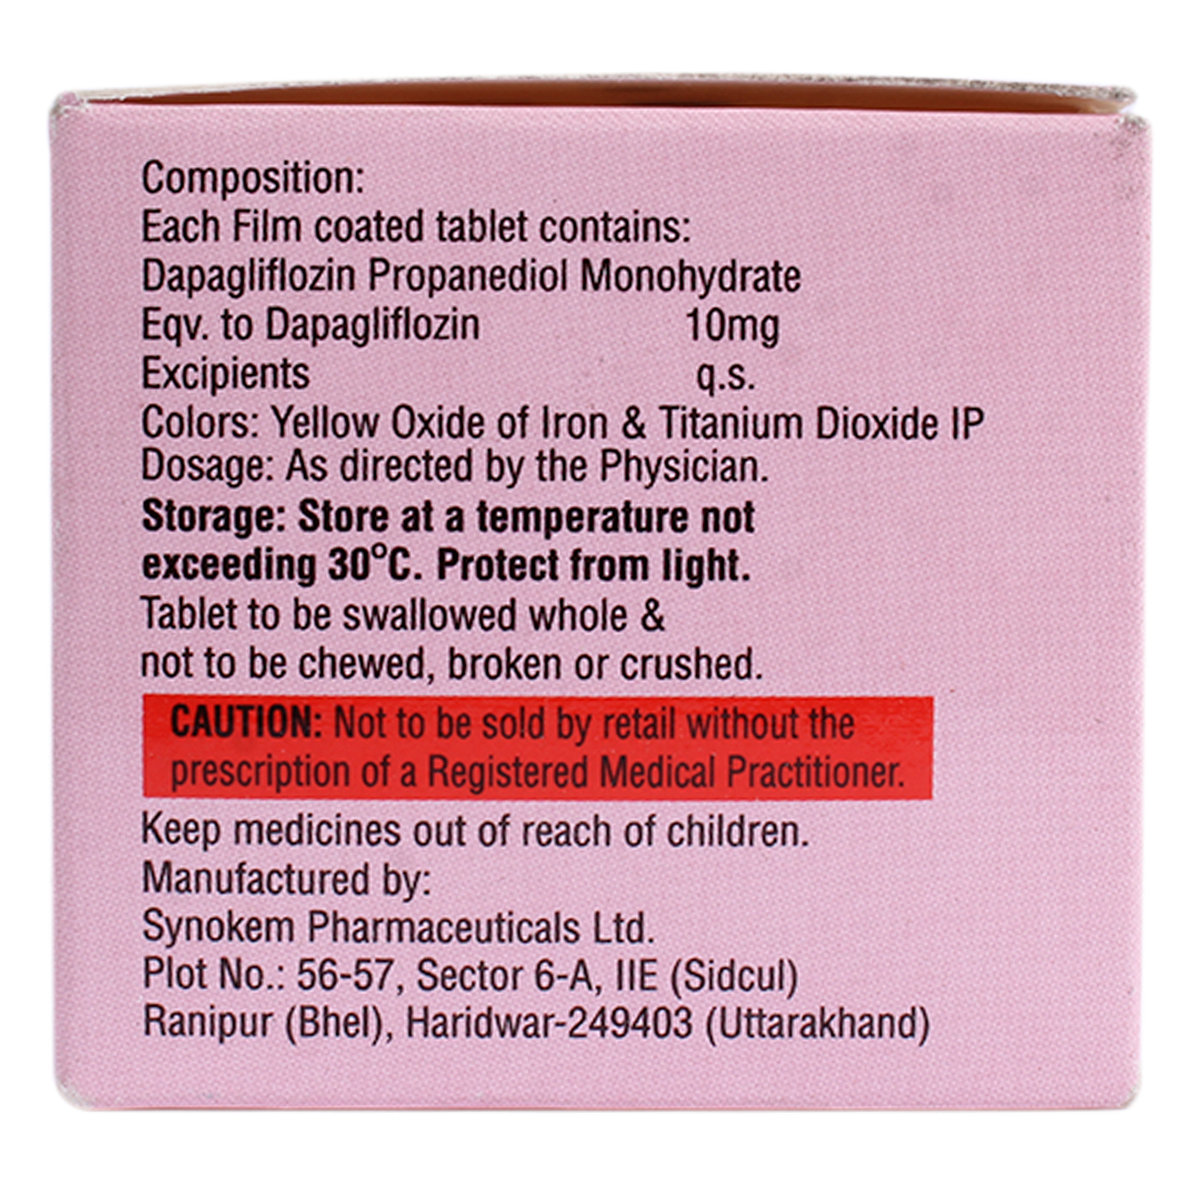 Composition:
Each Film coated tablet contains:
Dapagliflozin Propanediol Monohydrate
Eqv. to Dapagliflozin 10mg
Excipients q.s.
Colors: Yellow Oxide of Iron & Titanium Dioxide IP
Dosage: As directed by the Physician.
Storage: Store at a temperature not
exceeding 30°C. Protect from light.
Tablet to be swallowed whole &
not to be chewed, broken or crushed.
CAUTION: Not to be sold by retail without the
prescription of a Registered Medical Practitioner.
Keep medicines out of reach of children.
Manufactured by:
Synokem Pharmaceuticals Ltd.
Plot No.: 56-57, Sector 6-A, IIE (Sidcul)
Ranipur (Bhel), Haridwar-249403 (Uttarakhand)